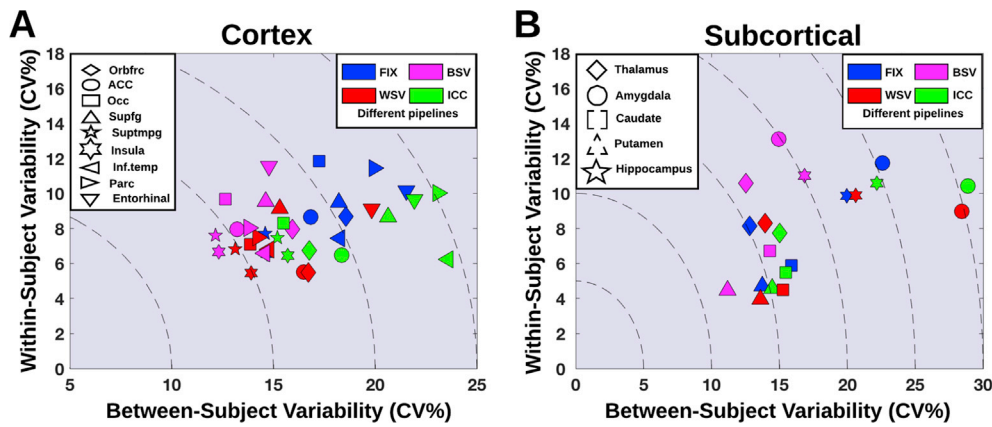 A
Cortex
Within-Subject Variability (CV%)
18
16
14
12
10
8
6
4
2
0
5
10
15
20
25
Between-Subject Variability (CV%)
Orbfrc
ACC
Occ
Supfg
Suptmpg
Insula
Inf.temp
Parc
Entorhinal
FIX
BSV
WSV
ICC
Different pipelines
B
Subcortical
Within-Subject Variability (CV%)
18
16
14
12
10
8
6
4
2
0
0
5
10
15
20
25
30
Between-Subject Variability (CV%)
Thalamus
Amygdala
Caudate
Putamen
Hippocampus
FIX
BSV
WSV
ICC
Different pipelines